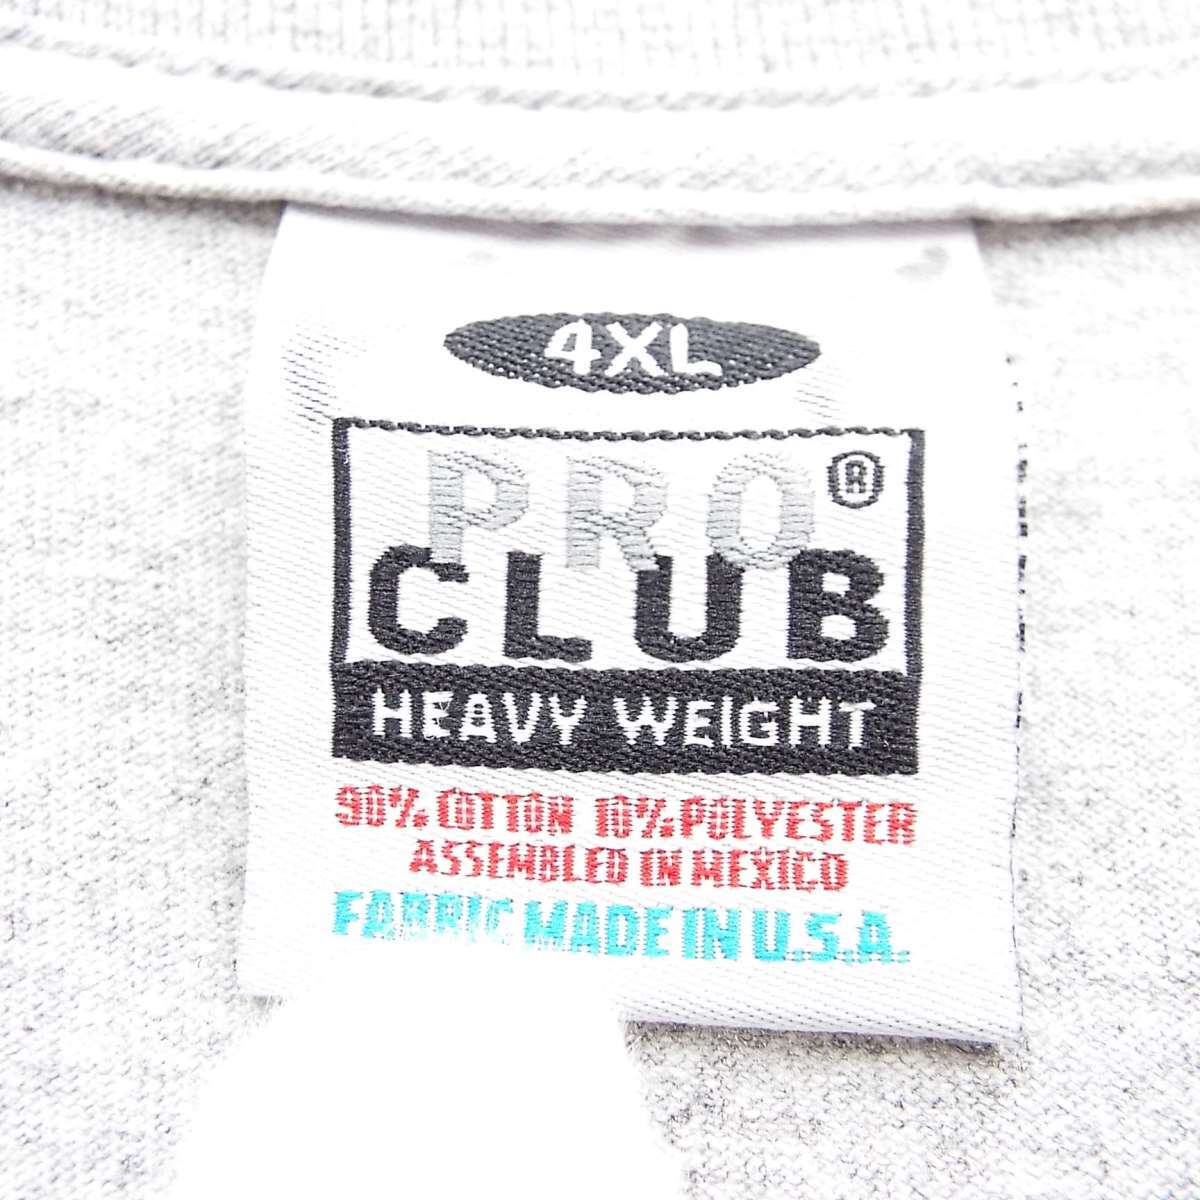 4XL
PRO®
CLUB
HEAVY WEIGHT
90% COTTON 10% POLYESTER
ASSEMBLED IN MEXICO
FABRIC MADE IN U.S.A.